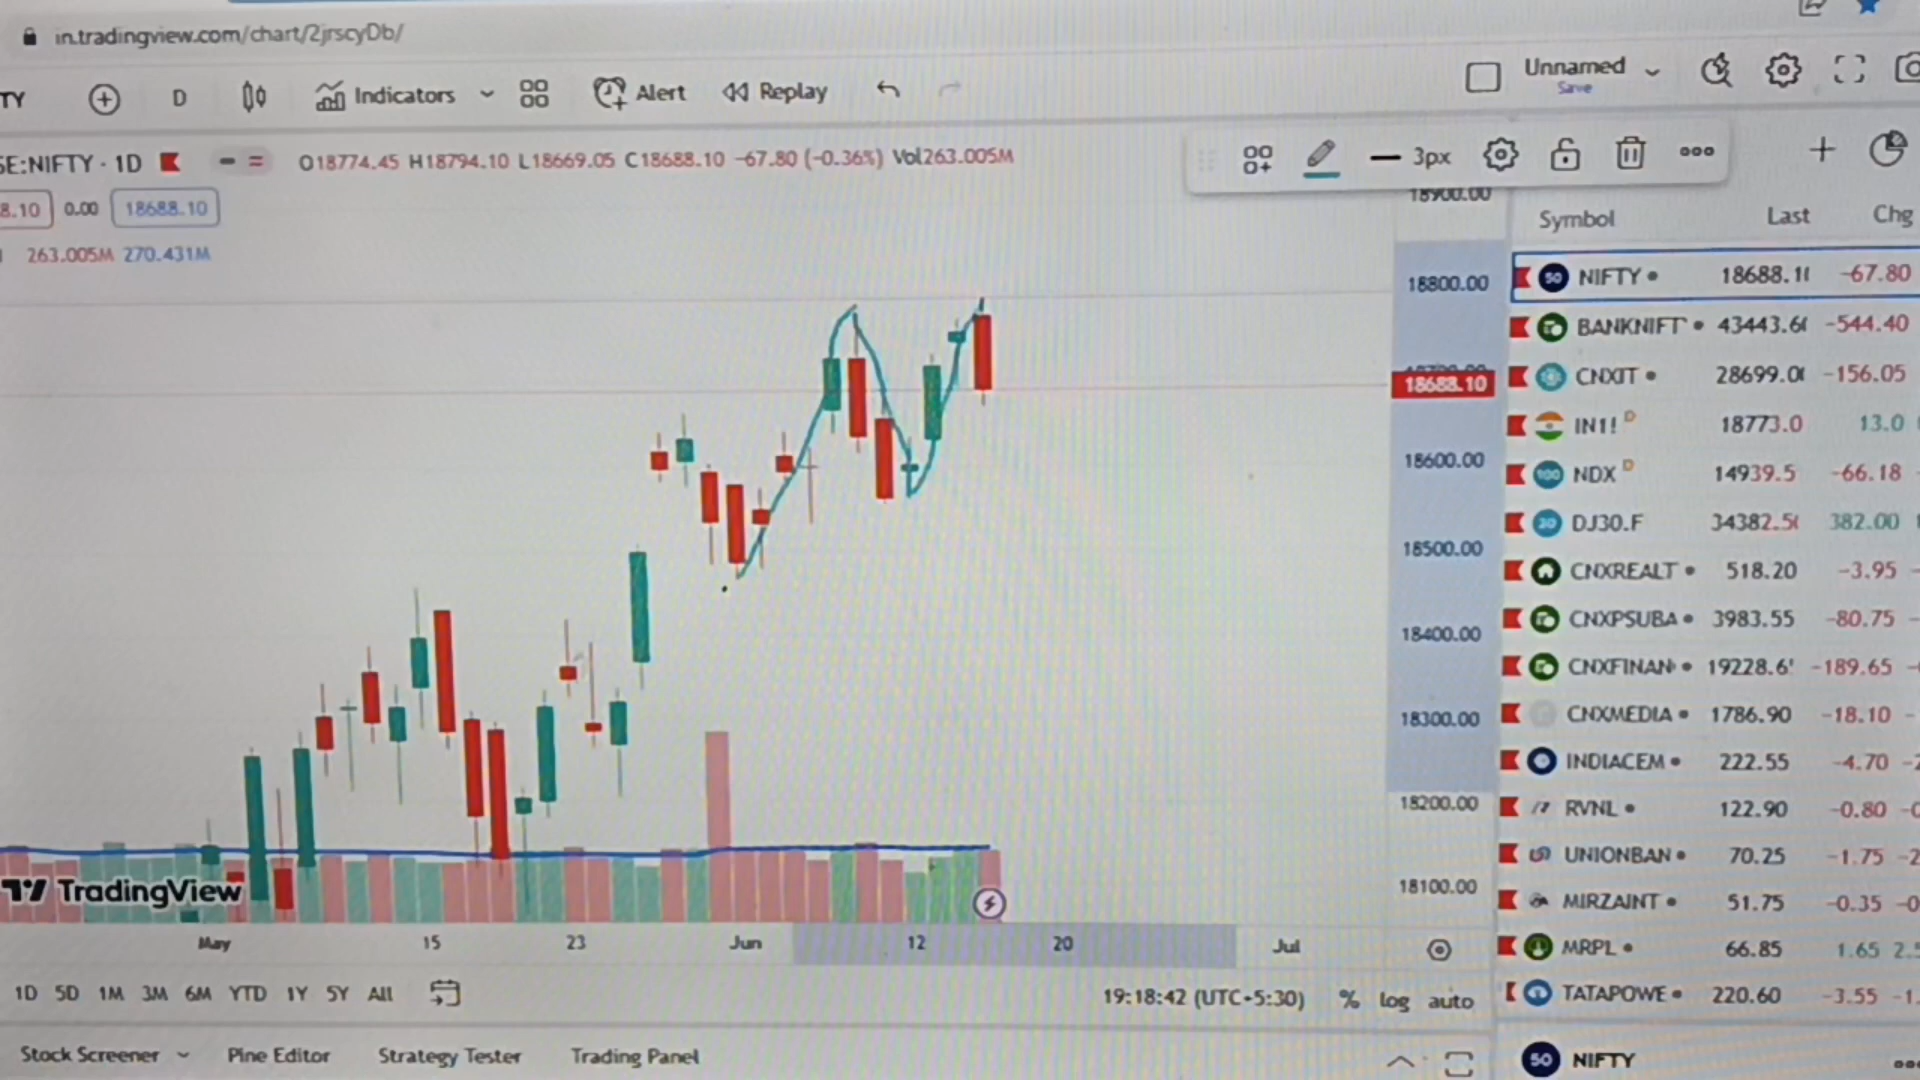 in.tradingview.com/chart/2jrscyDb/
TY D Indicators Alert Replay Unnamed
Save
SE:NIFTY · 1D O18774.45 H18794.10 L18669.05 C18688.10 -67.80 (-0.36%) Vol263.005M
3px
8.10 0.00 18688.10
263.005M 270.431M
18900.00
18800.00
18688.10
18600.00
18500.00
18400.00
18300.00
18200.00
18100.00
Symbol Last Chg
NIFTY 18688.1 -67.80
BANKNIFT 43443.6 -544.40
CNXIT 28699.0 -156.05
IN1! D 18773.0 13.0
NDX D 14939.5 -66.18
DJ30.F 34382.5 382.00
CNXREALT 518.20 -3.95
CNXPSUBA 3983.55 -80.75
CNXFINAN 19228.6 -189.65
CNXMEDIA 1786.90 -18.10
INDIACEM 222.55 -4.70
RVNL 122.90 -0.80
UNIONBAN 70.25 -1.75
MIRZAINT 51.75 -0.35
MRPL 66.85 1.65
TATAPOWE 220.60 -3.55
TradingView
May 15 23 Jun 12 20 Jul
1D 5D 1M 3M 6M YTD 1Y 5Y All 19:18:42 (UTC+5:30) % log auto
Stock Screener Pine Editor Strategy Tester Trading Panel
50 NIFTY